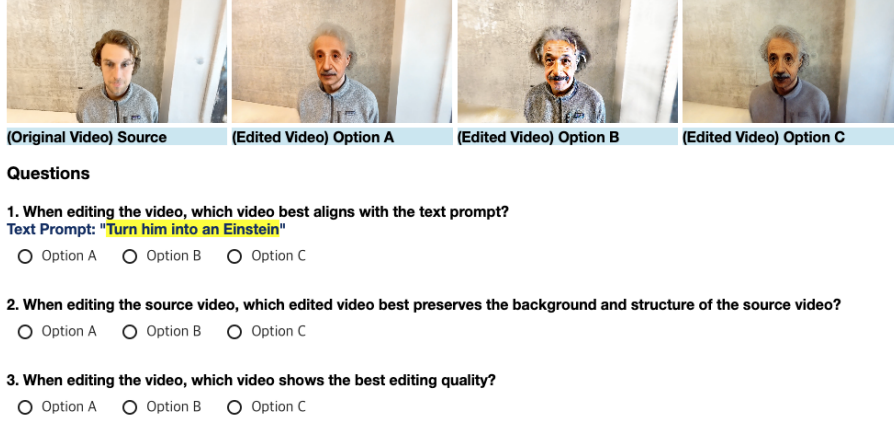 (Original Video) Source (Edited Video) Option A (Edited Video) Option B (Edited Video) Option C
Questions
1. When editing the video, which video best aligns with the text prompt?
Text Prompt: "Turn him into an Einstein"
Option A Option B Option C
2. When editing the source video, which edited video best preserves the background and structure of the source video?
Option A Option B Option C
3. When editing the video, which video shows the best editing quality?
Option A Option B Option C